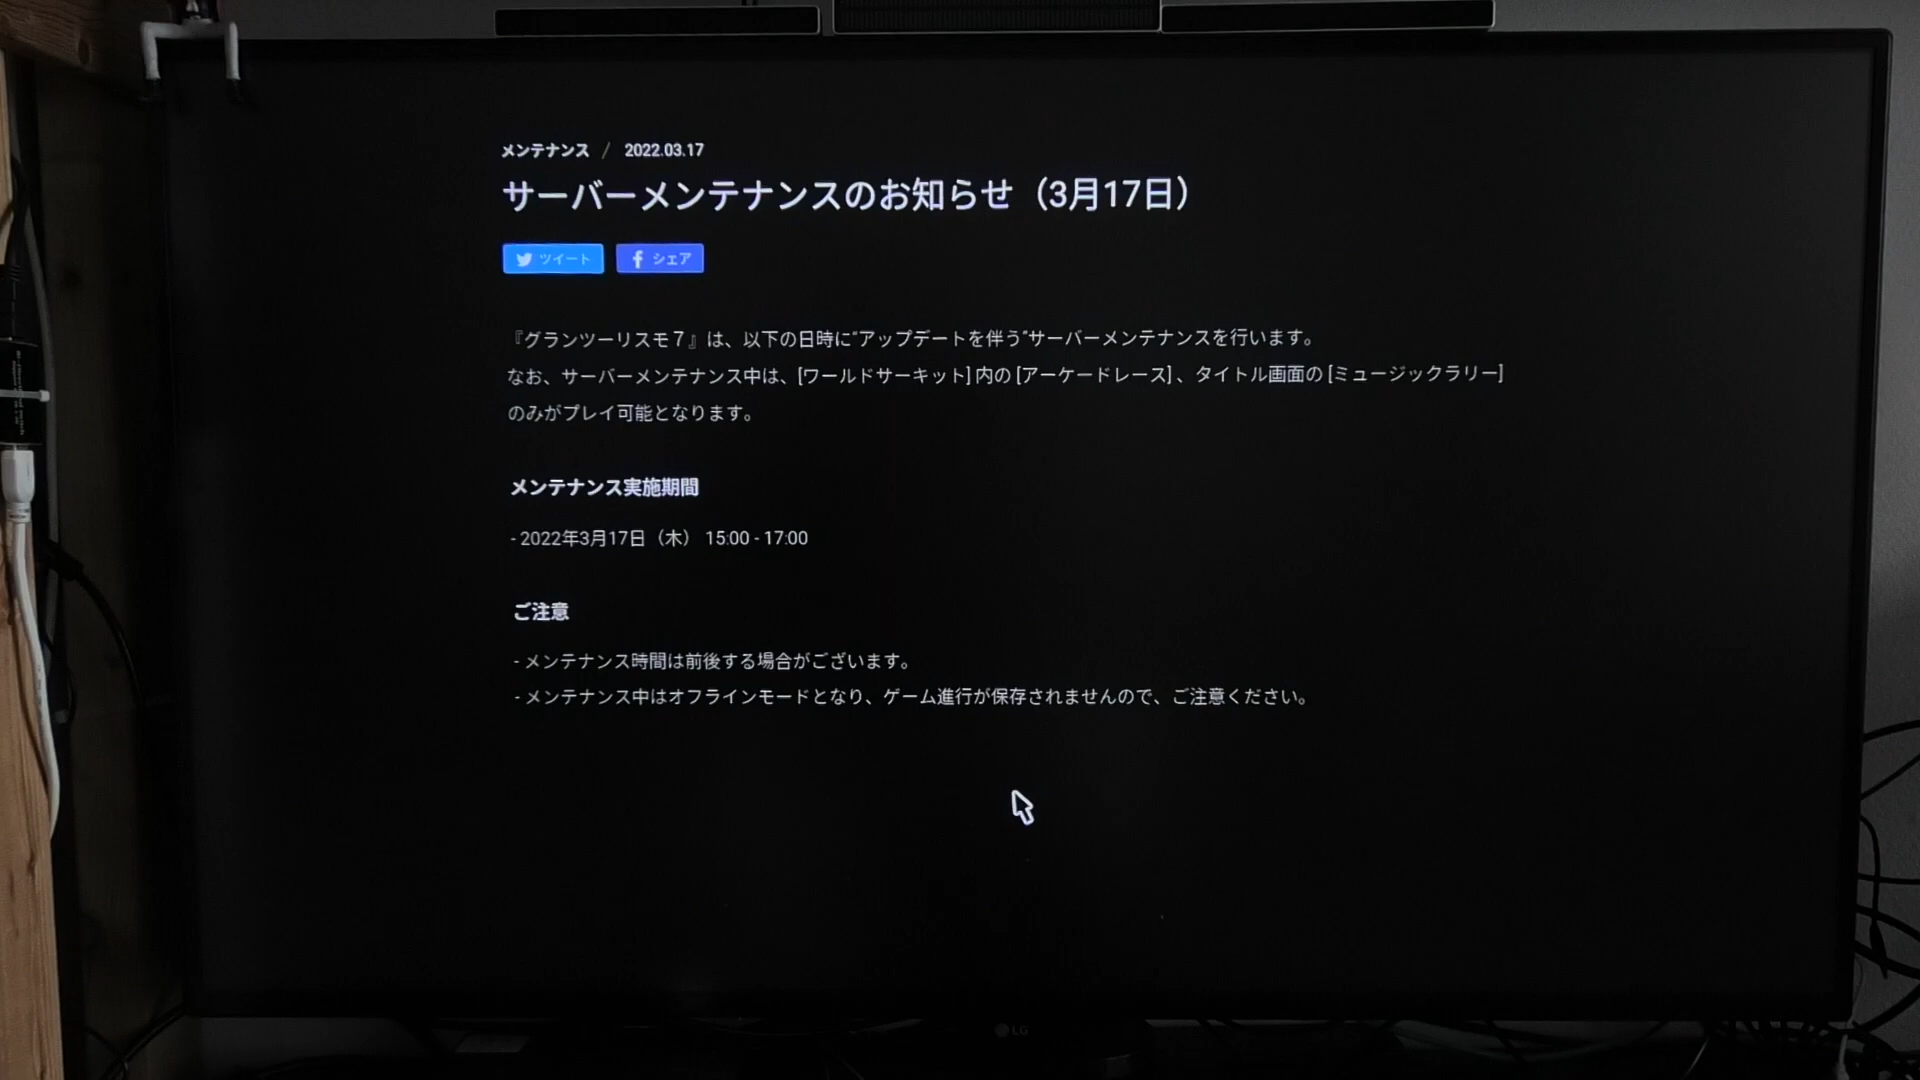 メンテナンス / 2022.03.17
サーバーメンテナンスのお知らせ（3月17日）
ツイート シェア
『グランツーリスモ７』は、以下の日時に“アップデートを伴う”サーバーメンテナンスを行います。
なお、サーバーメンテナンス中は、[ワールドサーキット] 内の [アーケードレース] 、タイトル画面の [ミュージックラリー]
のみがプレイ可能となります。
メンテナンス実施期間
- 2022年3月17日（木） 15:00 - 17:00
ご注意
- メンテナンス時間は前後する場合がございます。
- メンテナンス中はオフラインモードとなり、ゲーム進行が保存されませんので、ご注意ください。
LG